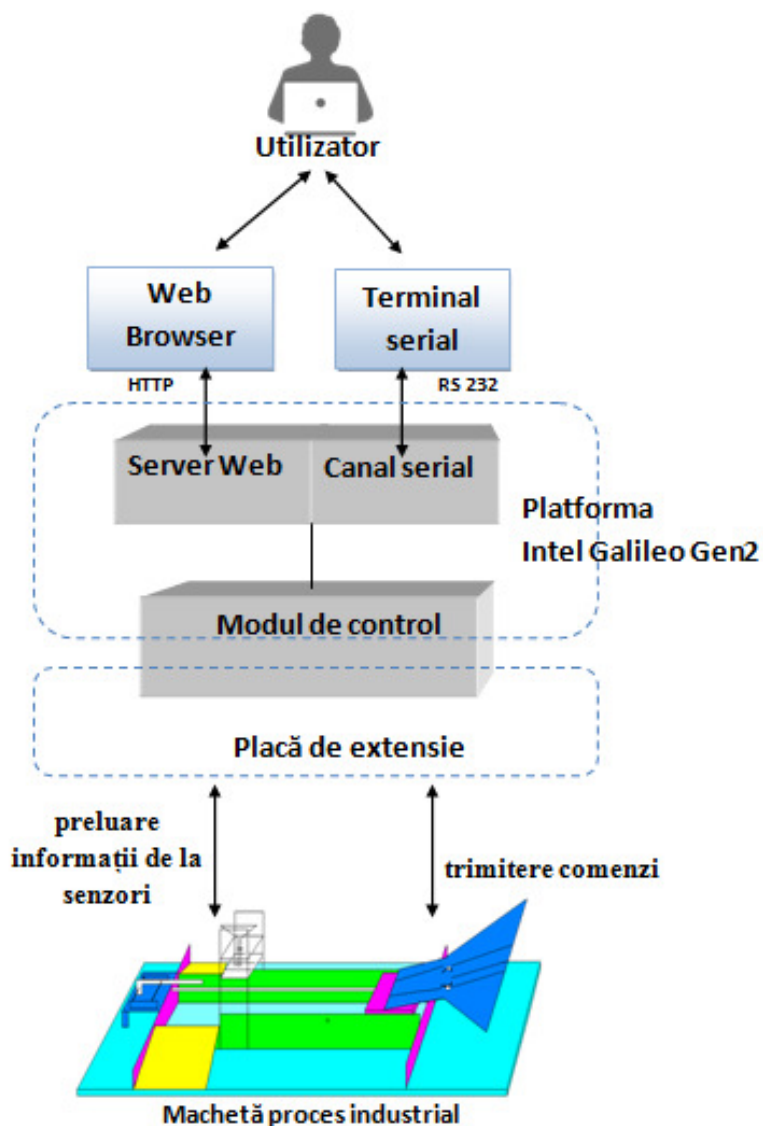 Utilizator
Web
Browser
Terminal
serial
HTTP
RS 232
Server Web
Canal serial
Platforma
Intel Galileo Gen2
Modul de control
Placă de extensie
preluare
informații de la
senzori
trimitere comenzi
Machetă proces industrial